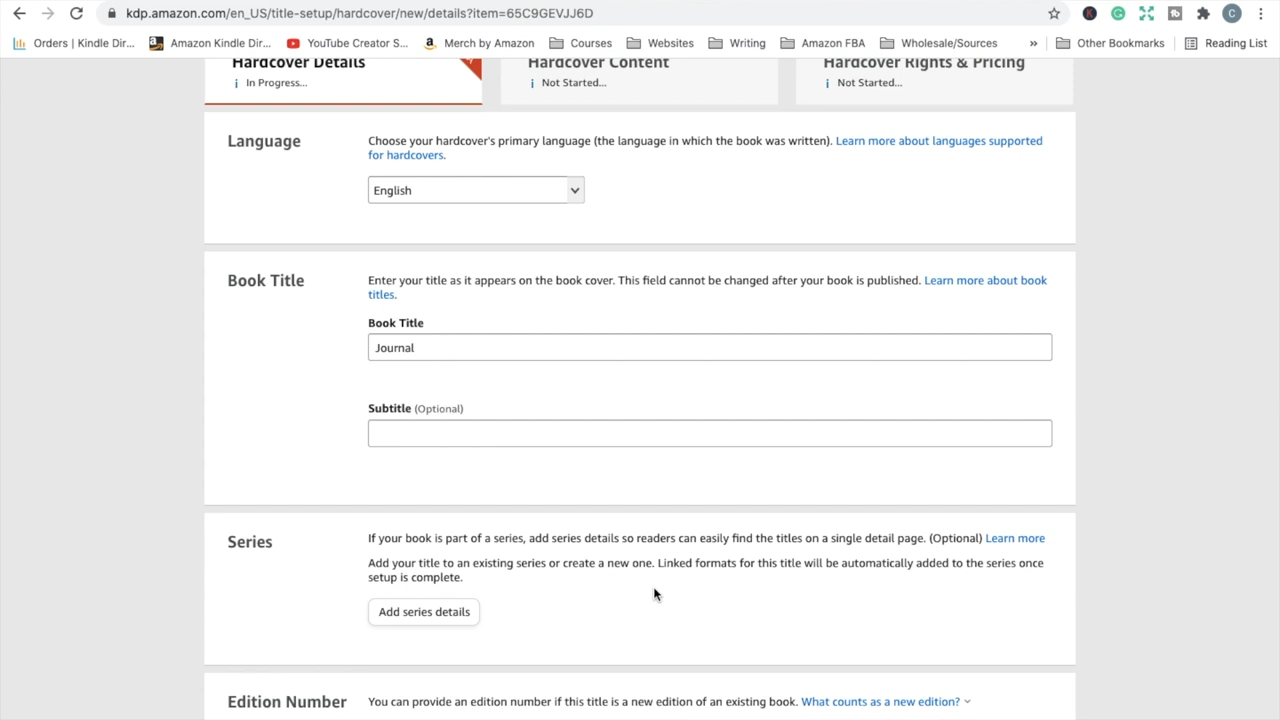 kdp.amazon.com/en_US/title-setup/hardcover/new/details?item=65C9GEVJJ6D
K
C
Orders | Kindle Dir...
Amazon Kindle Dir...
YouTube Creator S...
Merch by Amazon
Courses
Websites
Writing
Amazon FBA
Wholesale/Sources
»
Other Bookmarks
Reading List
Hardcover Details
In Progress...
Hardcover Content
Not Started...
Hardcover Rights & Pricing
Not Started...
Language
Choose your hardcover's primary language (the language in which the book was written). Learn more about languages supported
for hardcovers.
English
Book Title
Enter your title as it appears on the book cover. This field cannot be changed after your book is published. Learn more about book
titles.
Book Title
Journal
Subtitle (Optional)
Series
If your book is part of a series, add series details so readers can easily find the titles on a single detail page. (Optional) Learn more
Add your title to an existing series or create a new one. Linked formats for this title will be automatically added to the series once
setup is complete.
Add series details
Edition Number
You can provide an edition number if this title is a new edition of an existing book. What counts as a new edition?